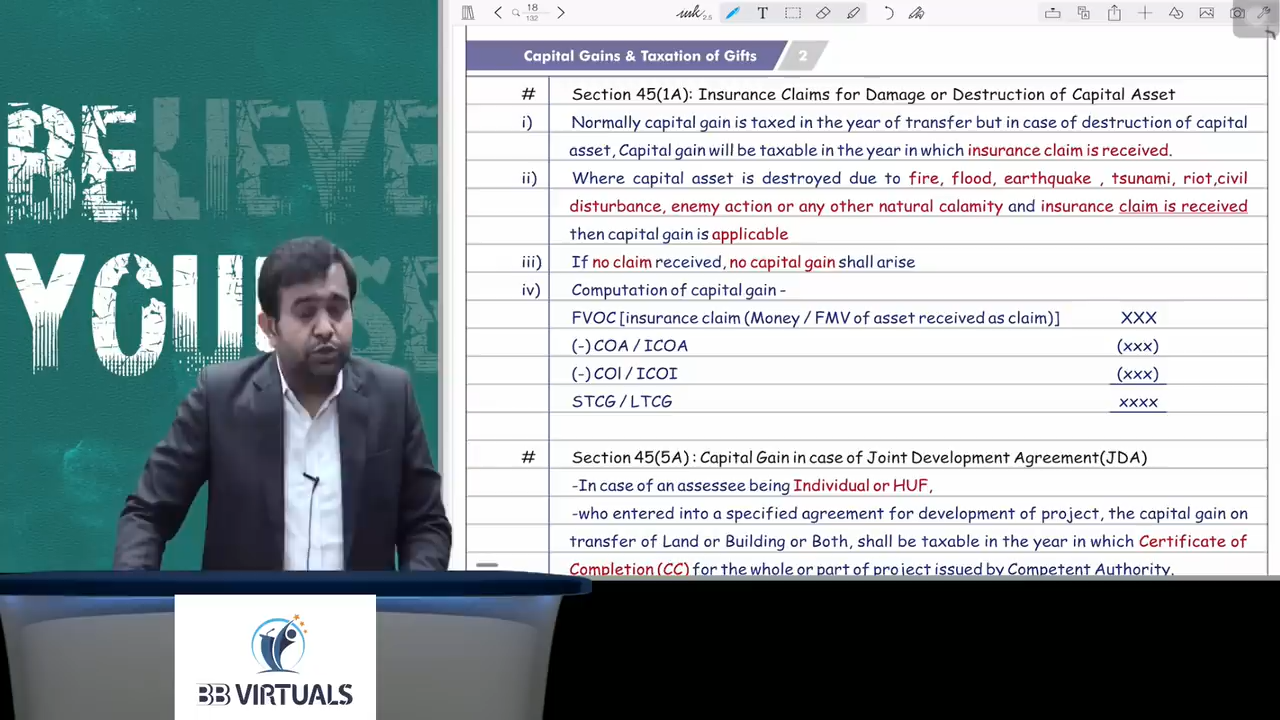 BELIEVE
YOURSE
BB VIRTUALS
18
132
ink 2.5
T
Capital Gains & Taxation of Gifts 2
# Section 45(1A): Insurance Claims for Damage or Destruction of Capital Asset
i) Normally capital gain is taxed in the year of transfer but in case of destruction of capital
asset, Capital gain will be taxable in the year in which insurance claim is received.
ii) Where capital asset is destroyed due to fire, flood, earthquake , tsunami, riot,civil
disturbance, enemy action or any other natural calamity and insurance claim is received
then capital gain is applicable
iii) If no claim received, no capital gain shall arise
iv) Computation of capital gain -
FVOC [insurance claim (Money / FMV of asset received as claim)] XXX
(-) COA / ICOA (xxx)
(-) COI / ICOI (xxx)
STCG / LTCG xxxx
# Section 45(5A) : Capital Gain in case of Joint Development Agreement(JDA)
-In case of an assessee being Individual or HUF,
-who entered into a specified agreement for development of project, the capital gain on
transfer of Land or Building or Both, shall be taxable in the year in which Certificate of
Completion (CC) for the whole or part of project issued by Competent Authority.